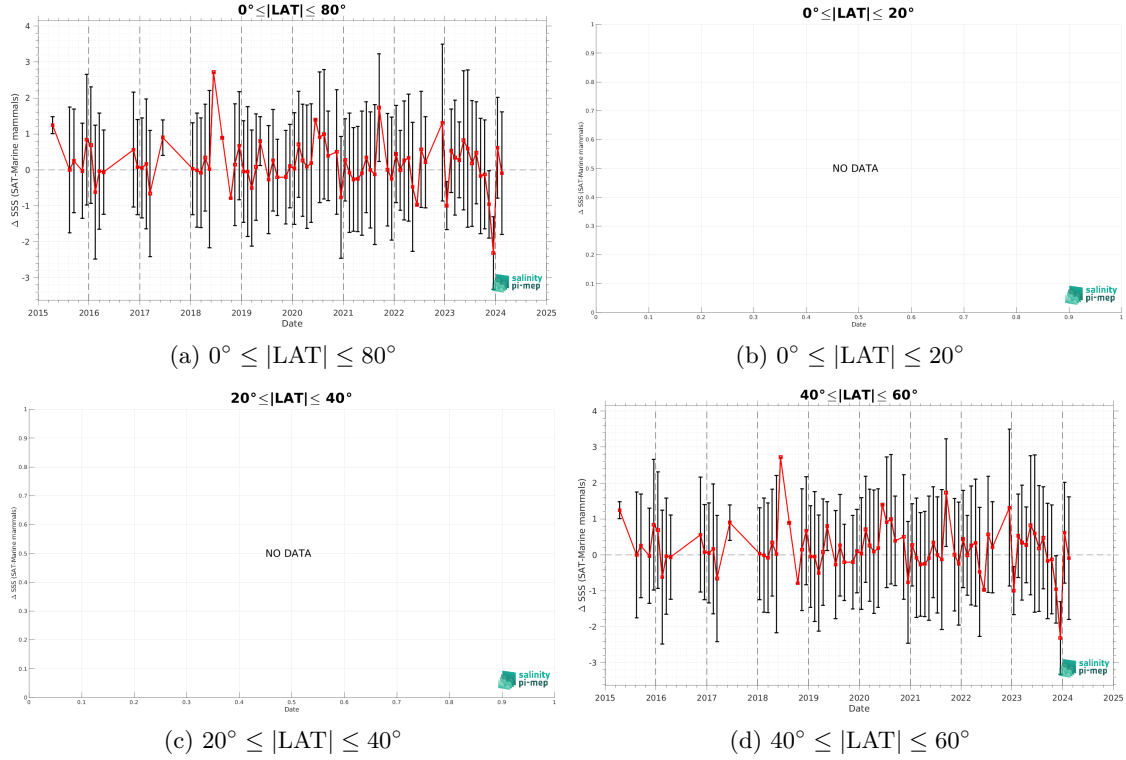 0°≤|LAT|≤ 80°
4
3
2
1
0
-1
-2
-3
Δ SSS (SAT-Marine mammals)
2015 2016 2017 2018 2019 2020 2021 2022 2023 2024 2025
Date
salinity
pi-mep
(a) 0° ≤ |LAT| ≤ 80°
0°≤|LAT|≤ 20°
1
0.9
0.8
0.7
0.6
0.5
0.4
0.3
0.2
0.1
0
Δ SSS (SAT-Marine mammals)
NO DATA
0 0.1 0.2 0.3 0.4 0.5 0.6 0.7 0.8 0.9 1
Date
salinity
pi-mep
(b) 0° ≤ |LAT| ≤ 20°
20°≤|LAT|≤ 40°
1
0.9
0.8
0.7
0.6
0.5
0.4
0.3
0.2
0.1
0
Δ SSS (SAT-Marine mammals)
NO DATA
0 0.1 0.2 0.3 0.4 0.5 0.6 0.7 0.8 0.9 1
Date
salinity
pi-mep
(c) 20° ≤ |LAT| ≤ 40°
40°≤|LAT|≤ 60°
4
3
2
1
0
-1
-2
-3
Δ SSS (SAT-Marine mammals)
2015 2016 2017 2018 2019 2020 2021 2022 2023 2024 2025
Date
salinity
pi-mep
(d) 40° ≤ |LAT| ≤ 60°